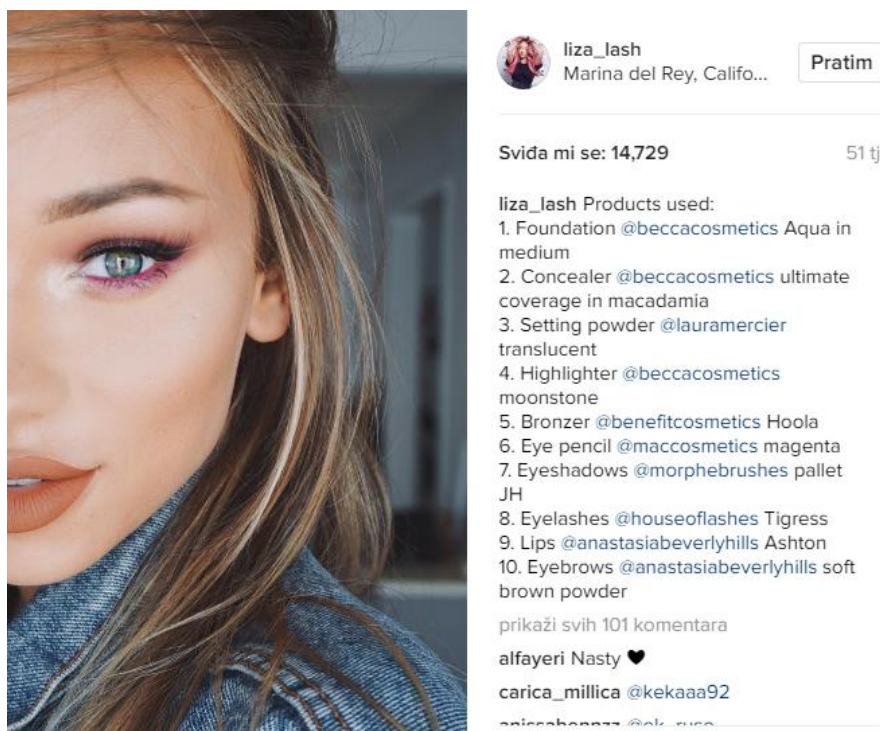 liza_lash
Marina del Rey, Califo...
Pratim
Sviđa mi se: 14,729
51 tj
liza_lash Products used:
1. Foundation @beccacosmetics Aqua in
medium
2. Concealer @beccacosmetics ultimate
coverage in macadamia
3. Setting powder @lauramercier
translucent
4. Highlighter @beccacosmetics
moonstone
5. Bronzer @benefitcosmetics Hoola
6. Eye pencil @maccosmetics magenta
7. Eyeshadows @morphebrushes pallet
JH
8. Eyelashes @houseoflashes Tigress
9. Lips @anastasiabeverlyhills Ashton
10. Eyebrows @anastasiabeverlyhills soft
brown powder
prikaži svih 101 komentara
alfayeri Nasty 🖤
carica_millica @kekaaa92